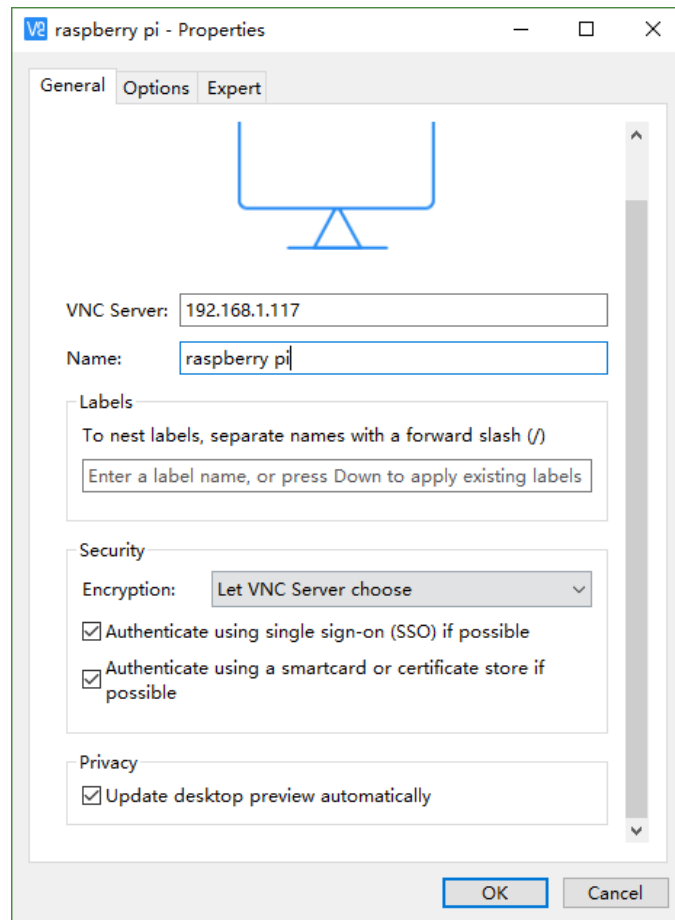 V2 raspberry pi - Properties
General Options Expert
VNC Server: 192.168.1.117
Name: raspberry pi
Labels
To nest labels, separate names with a forward slash (/)
Enter a label name, or press Down to apply existing labels
Security
Encryption: Let VNC Server choose
Authenticate using single sign-on (SSO) if possible
Authenticate using a smartcard or certificate store if
possible
Privacy
Update desktop preview automatically
OK Cancel